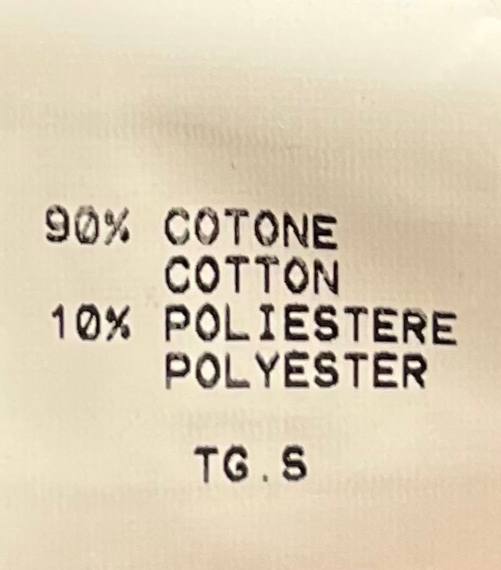 90% COTONE
COTTON
10% POLIESTERE
POLYESTER
TG.S